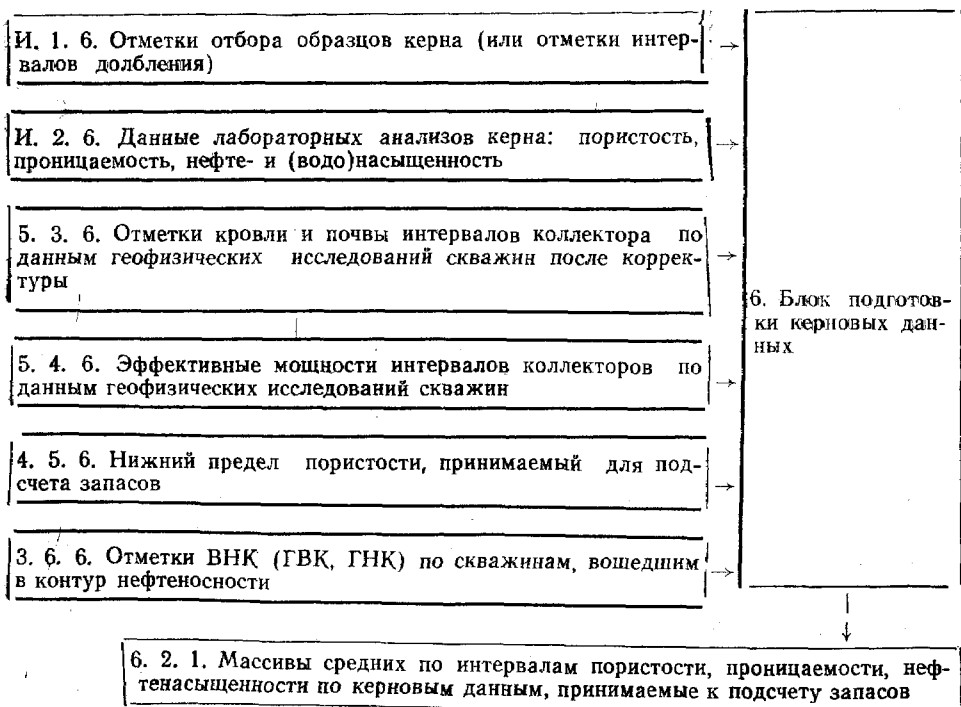 И. 1. 6. Отметки отбора образцов керна (или отметки интер-
валов долбления)
И. 2. 6. Данные лабораторных анализов керна: пористость,
проницаемость, нефте- и (водо)насыщенность
5. 3. 6. Отметки кровли и почвы интервалов коллектора по
данным геофизических исследований скважин после коррек-
туры
5. 4. 6. Эффективные мощности интервалов коллекторов по
данным геофизических исследований скважин
4. 5. 6. Нижний предел пористости, принимаемый для под-
счета запасов
3. 6. 6. Отметки ВНК (ГВК, ГНК) по скважинам, вошедшим
в контур нефтеносности
6. Блок подготов-
ки керновых дан-
ных
6. 2. 1. Массивы средних по интервалам пористости, проницаемости, неф-
тенасыщенности по керновым данным, принимаемые к подсчету запасов